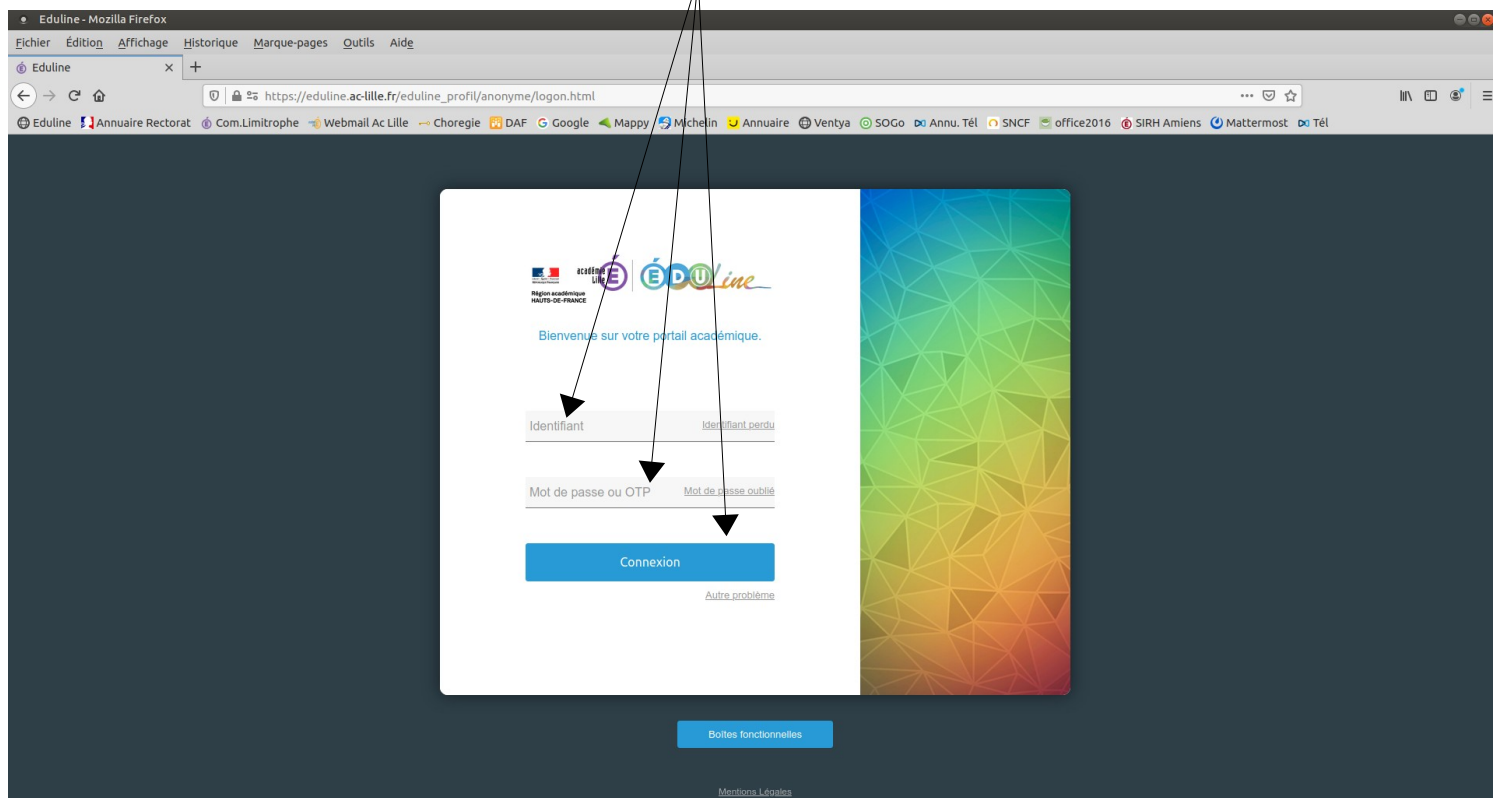 Eduline - Mozilla Firefox
Fichier Édition Affichage Historique Marque-pages Outils Aide
Eduline
https://eduline.ac-lille.fr/eduline_profil/anonyme/logon.html
Eduline Annuaire Rectorat Com.Limitrophe Webmail Ac Lille Choregie DAF Google Mappy Michelin Annuaire Ventya SOGo Annu. Tél SNCF office2016 SIRH Amiens Mattermost Tél
académie
Lille
Région académique
HAUTS-DE-FRANCE
ÉDULine
Bienvenue sur votre portail académique.
Identifiant Identifiant perdu
Mot de passe ou OTP Mot de passe oublié
Connexion
Autre problème
Boîtes fonctionnelles
Mentions Légales